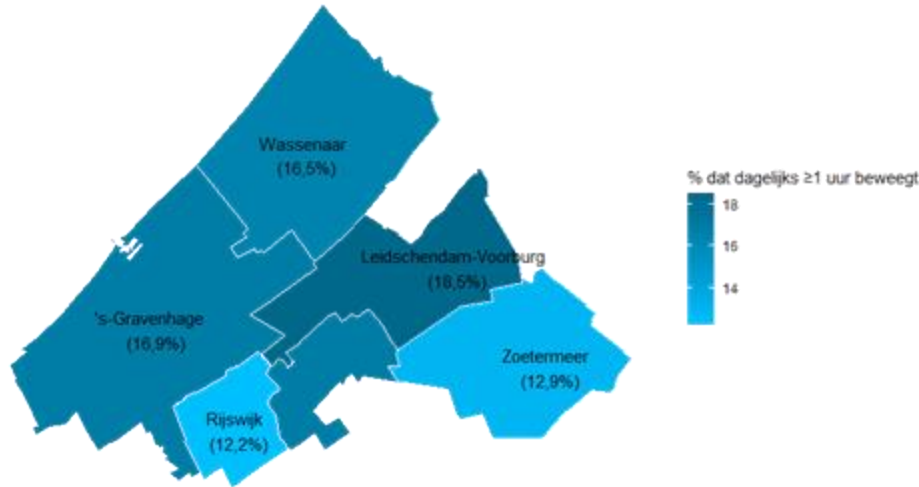 Wassenaar
(16,5%)
% dat dagelijks ≥1 uur beweegt
18
16
14
Leidschendam-Voorburg
(18,5%)
's-Gravenhage
(16,9%)
Zoetermeer
(12,9%)
Rijswijk
(12,2%)